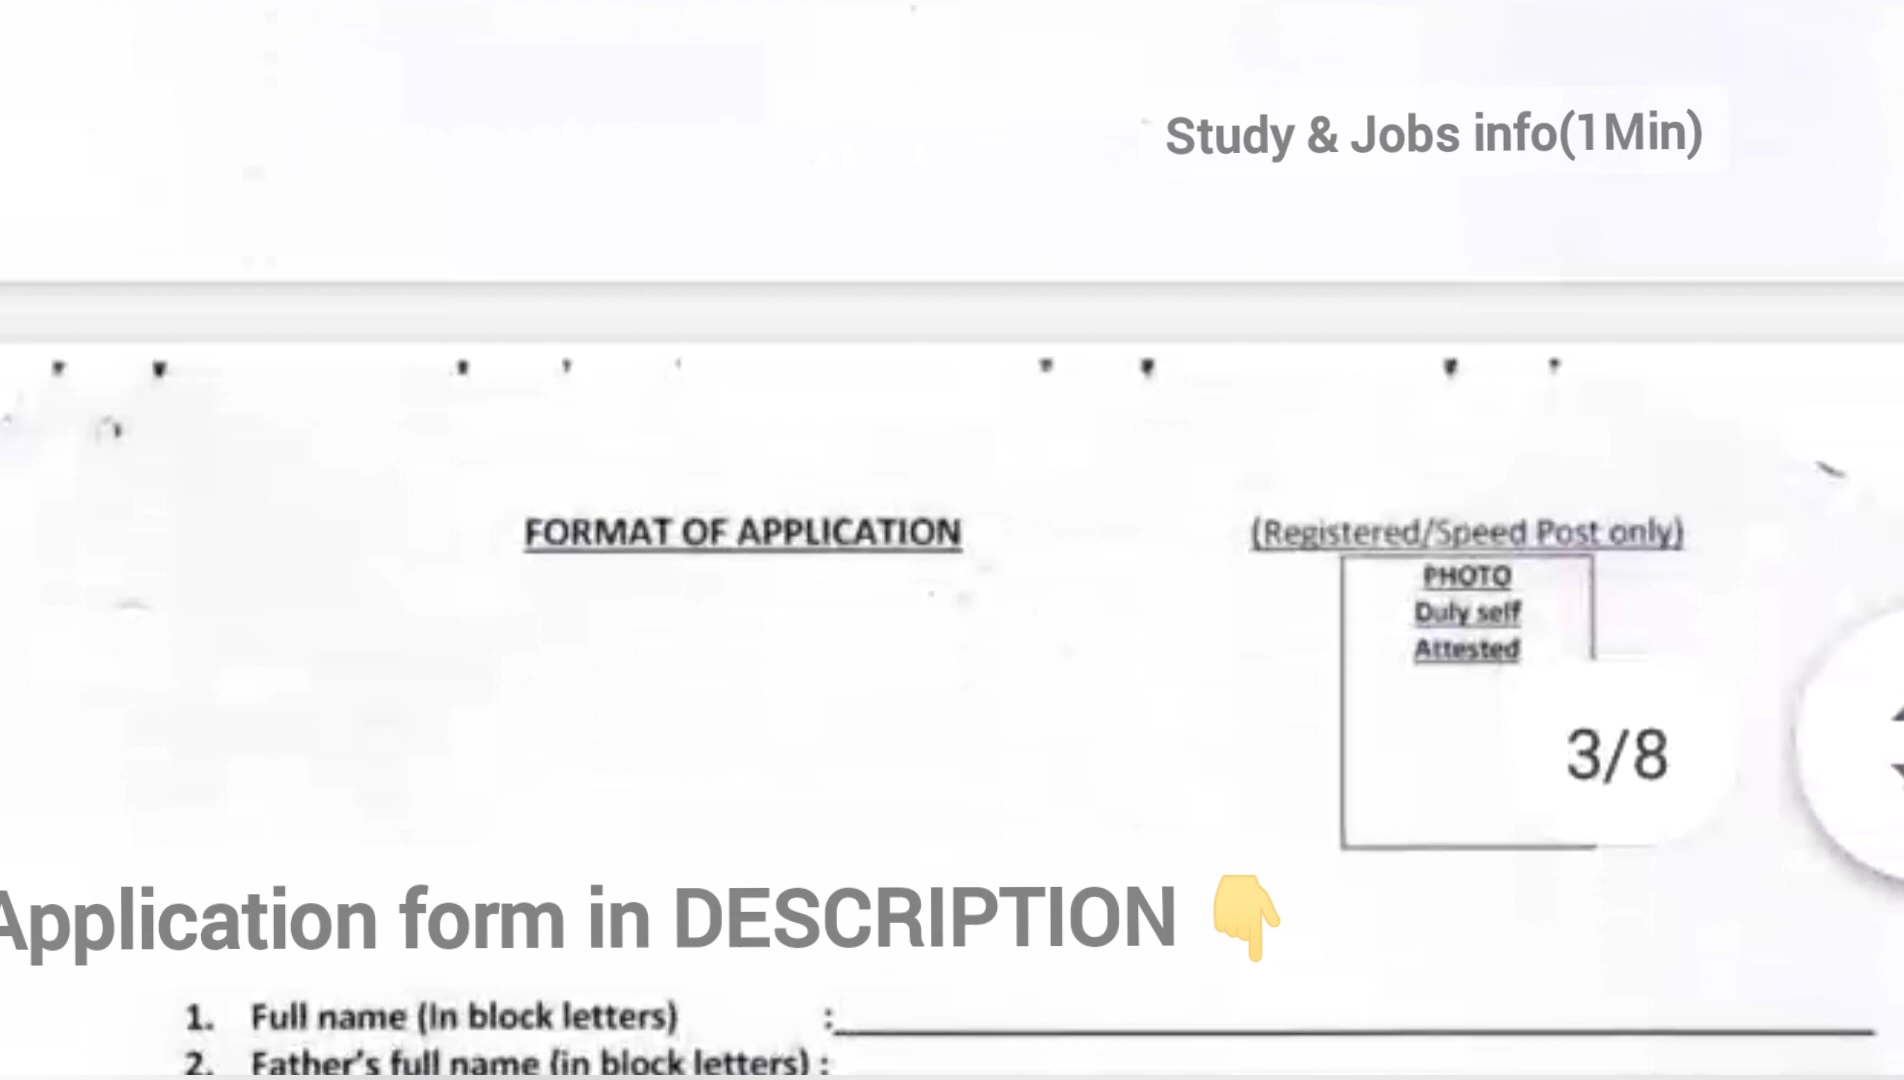 Study & Jobs info(1Min)
FORMAT OF APPLICATION
(Registered/Speed Post only)
PHOTO
Duly self
Attested
3/8
Application form in DESCRIPTION 👇
1. Full name (In block letters) :
2. Father's full name (in block letters) :